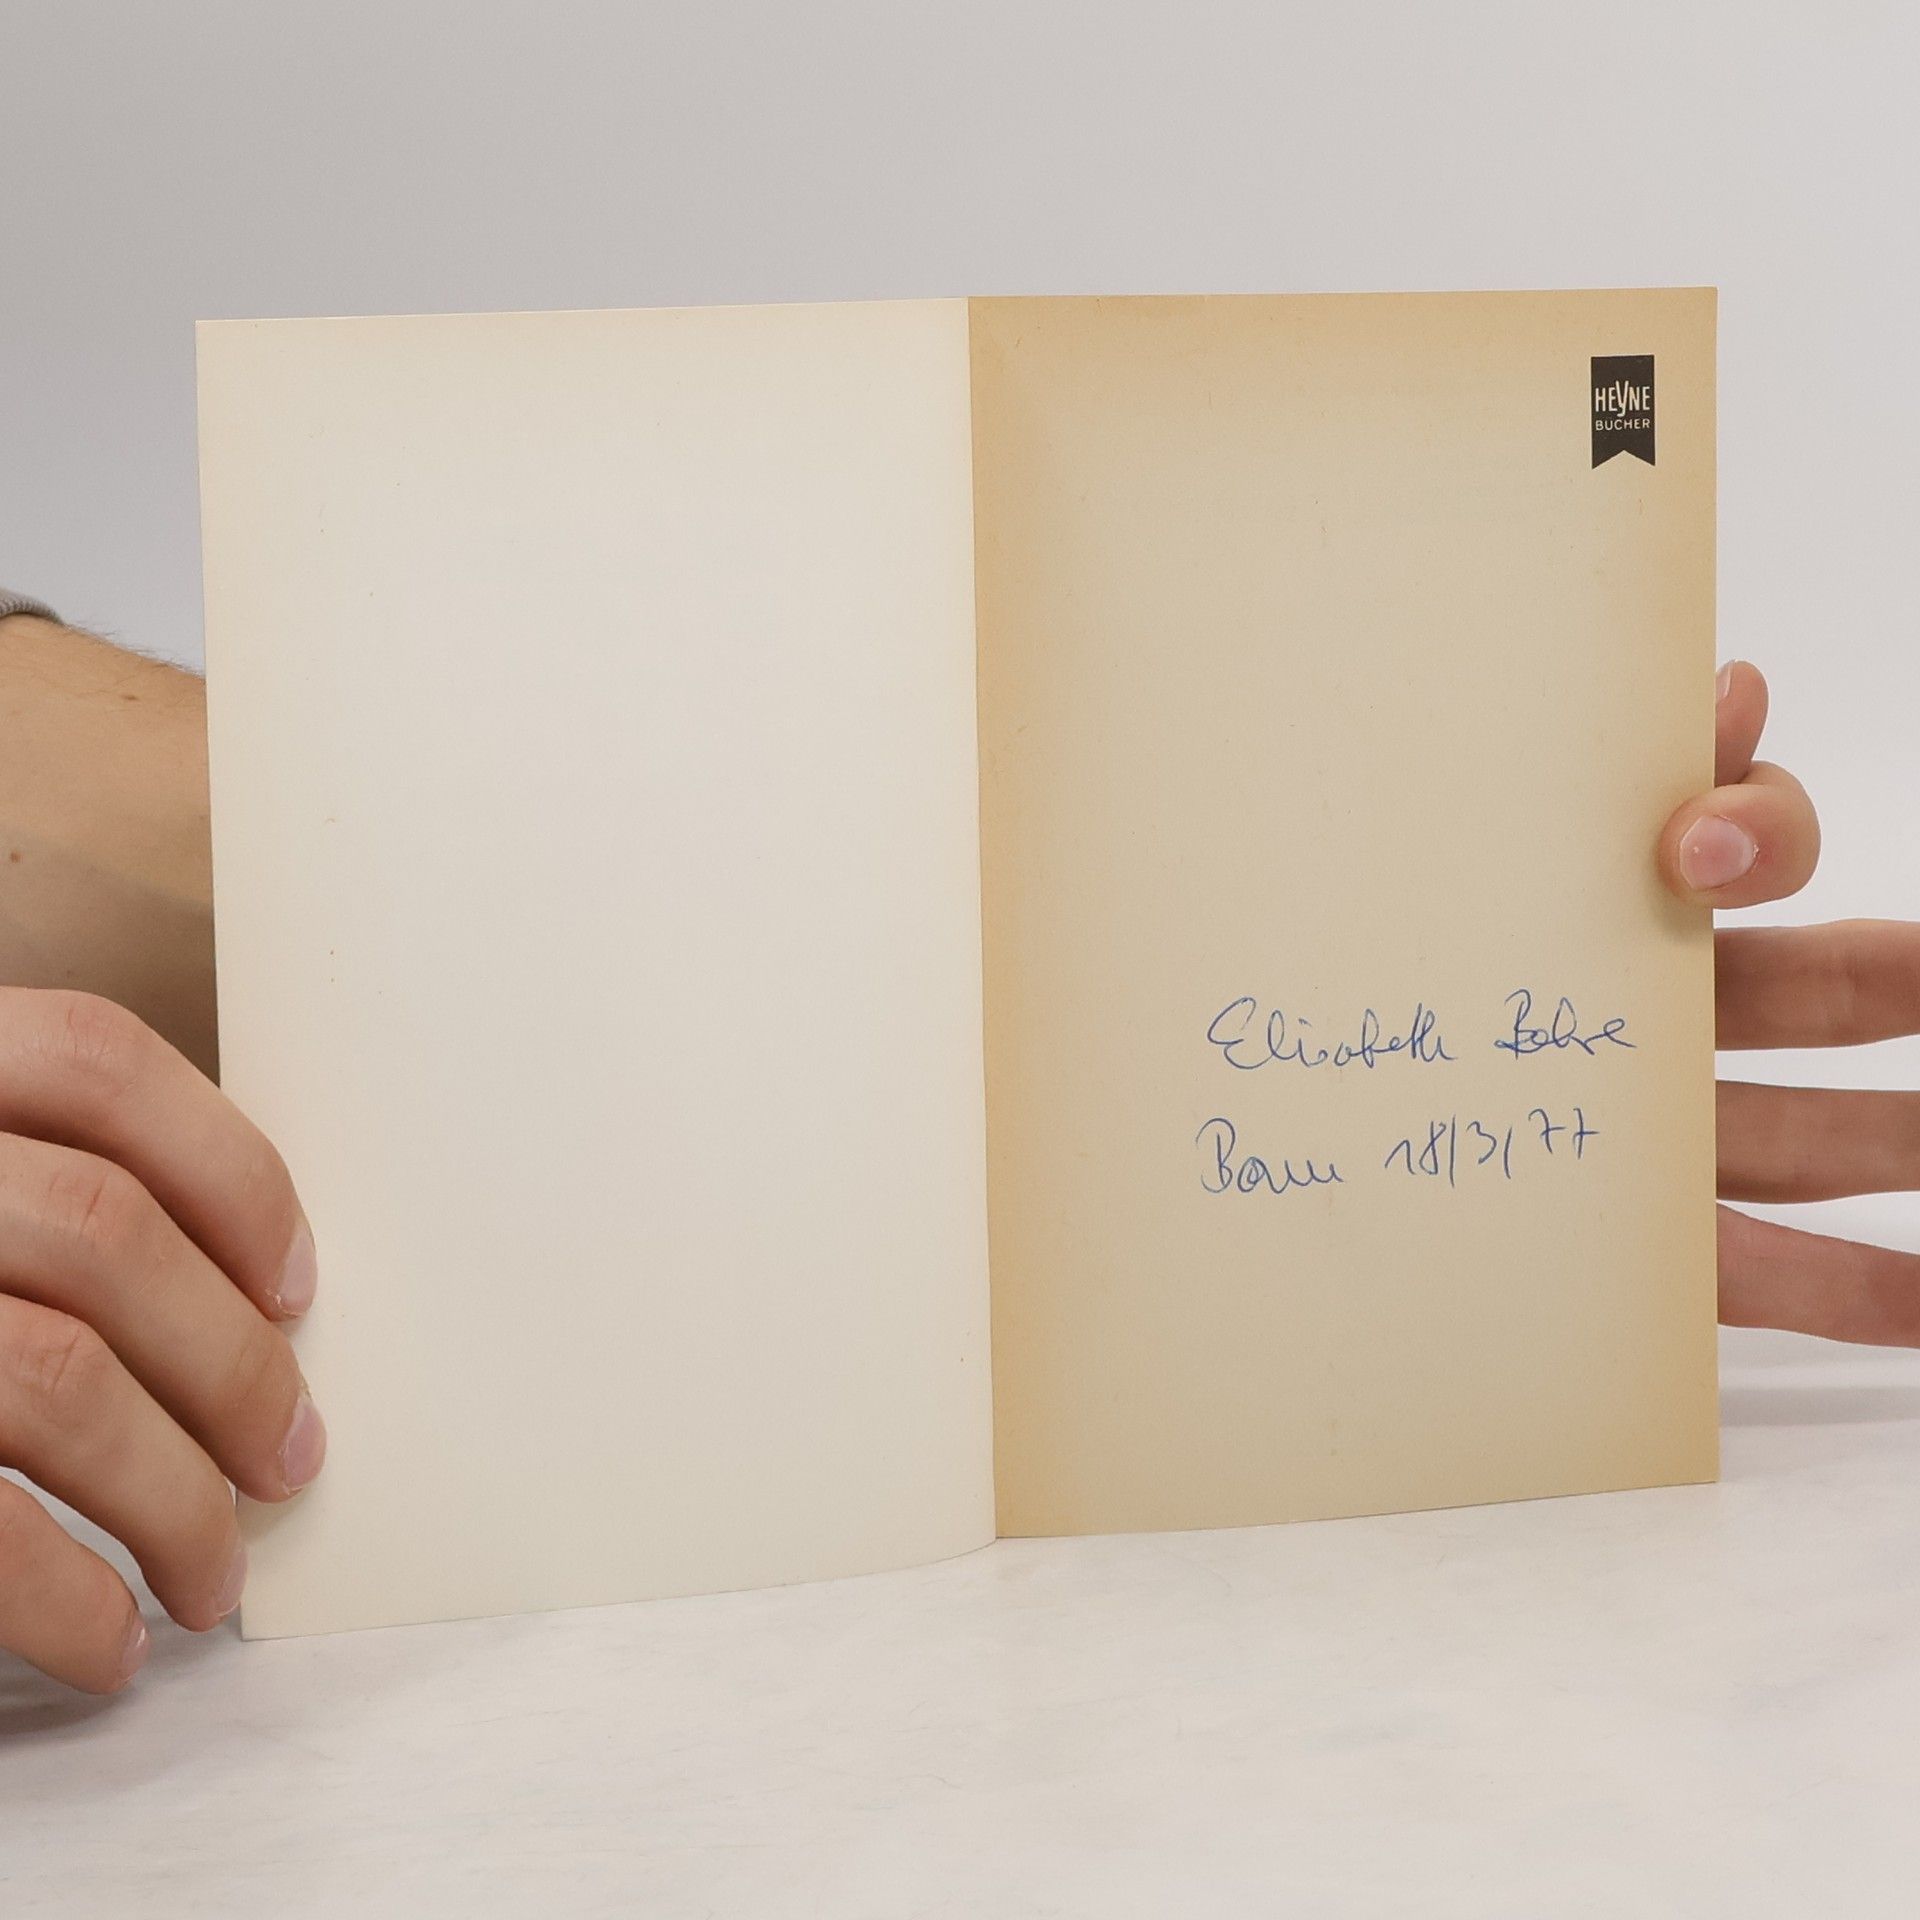 HEYNE
BÜCHER
Elisabeth
Bonn 18/3/77